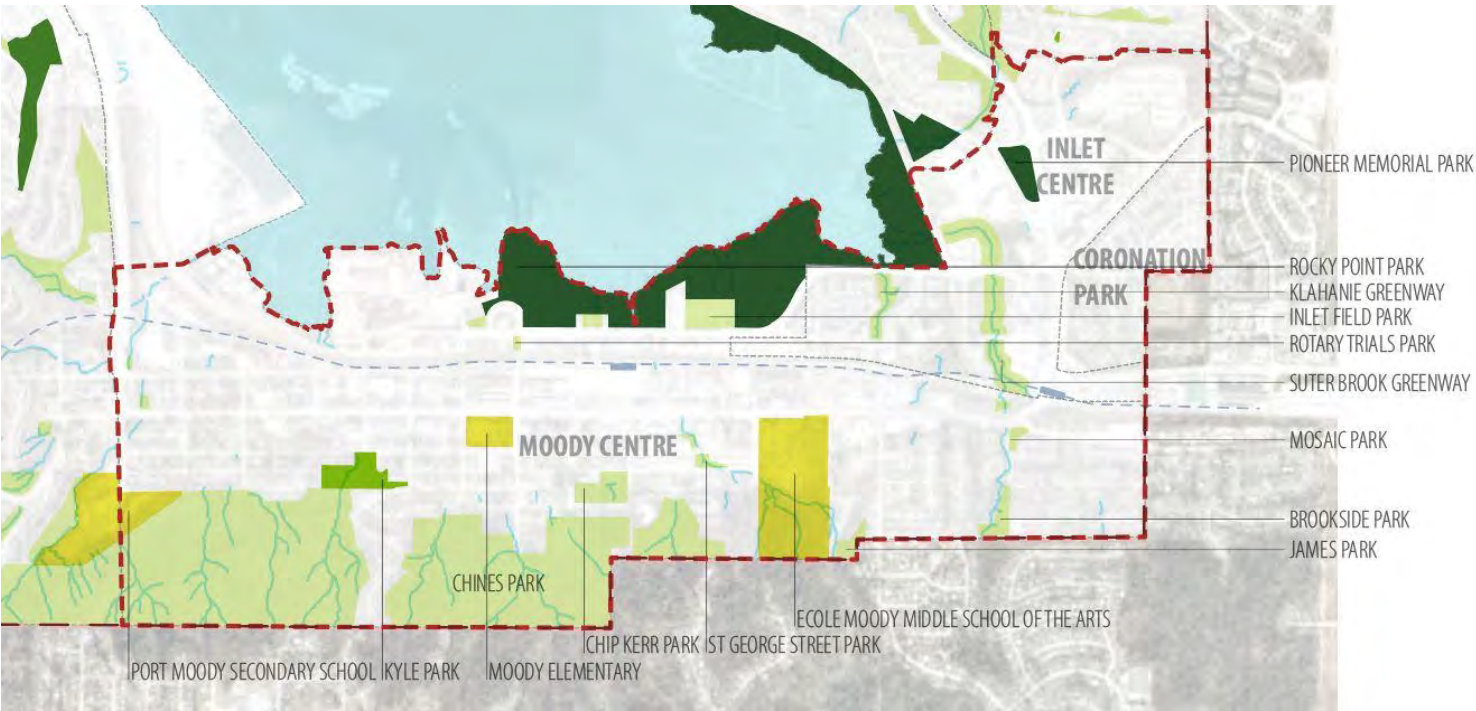 INLET
CENTRE
PIONEER MEMORIAL PARK
CORONATION
PARK
ROCKY POINT PARK
KLAHANIE GREENWAY
INLET FIELD PARK
ROTARY TRIALS PARK
SUTER BROOK GREENWAY
MOODY CENTRE
MOSAIC PARK
BROOKSIDE PARK
JAMES PARK
CHINES PARK
ECOLE MOODY MIDDLE SCHOOL OF THE ARTS
CHIP KERR PARK
ST GEORGE STREET PARK
PORT MOODY SECONDARY SCHOOL
KYLE PARK
MOODY ELEMENTARY